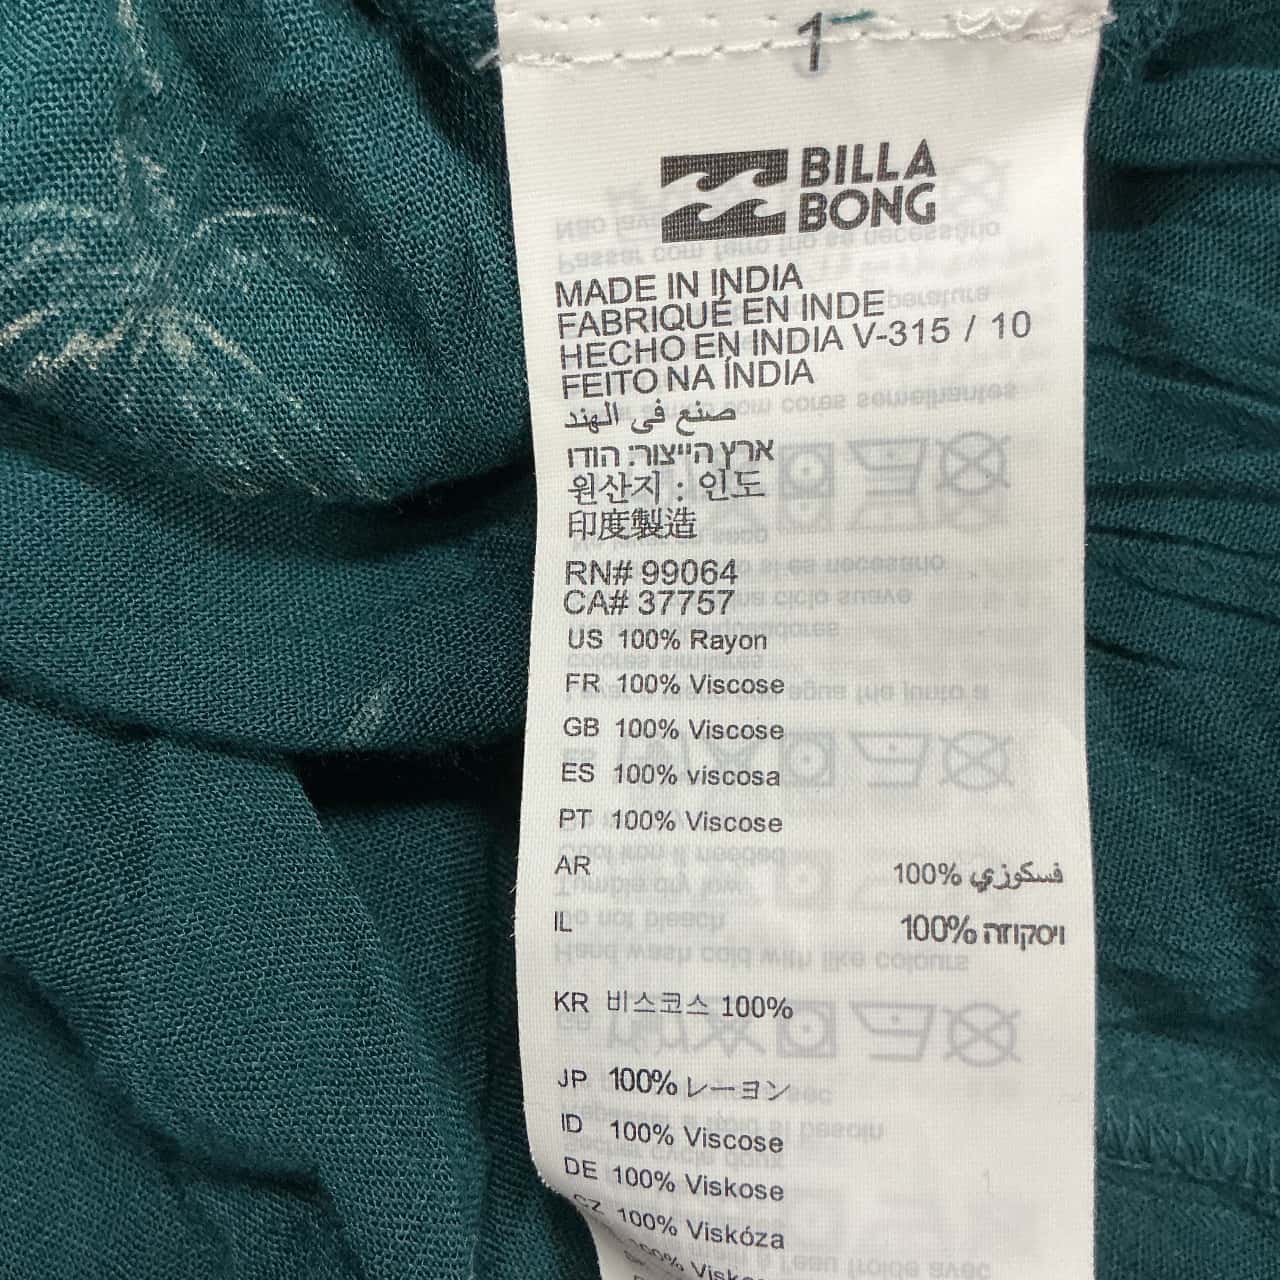 1
BILLA
BONG
MADE IN INDIA
FABRIQUÉ EN INDE
HECHO EN INDIA V-315 / 10
FEITO NA ÍNDIA
صنع في الهند
ארץ הייצור: הודו
원산지 : 인도
印度製造
RN# 99064
CA# 37757
US 100% Rayon
FR 100% Viscose
GB 100% Viscose
ES 100% viscosa
PT 100% Viscose
AR 100% فسكوزي
IL 100% ויסקוזה
KR 비스코스 100%
JP 100% レーヨン
ID 100% Viscose
DE 100% Viskose
CZ 100% Viskóza
100%